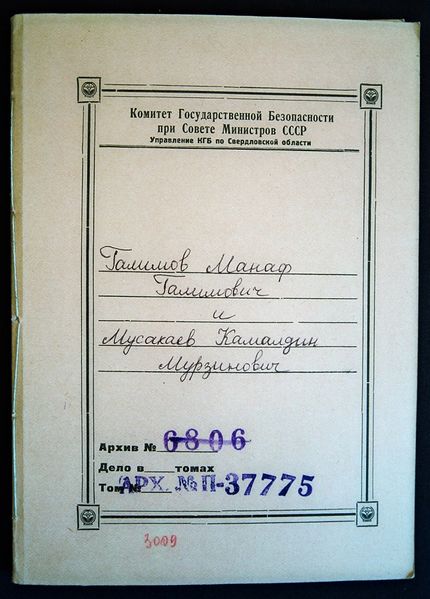 Комитет Государственной Безопасности
при Совете Министров СССР
Управление КГБ по Свердловской области
Галимов Манаф
Галимович
и
Мусакаев Камалдин
Мурзинович
Архив № 6806
Дело в томах
Том № АРХ. № П-37775
3009